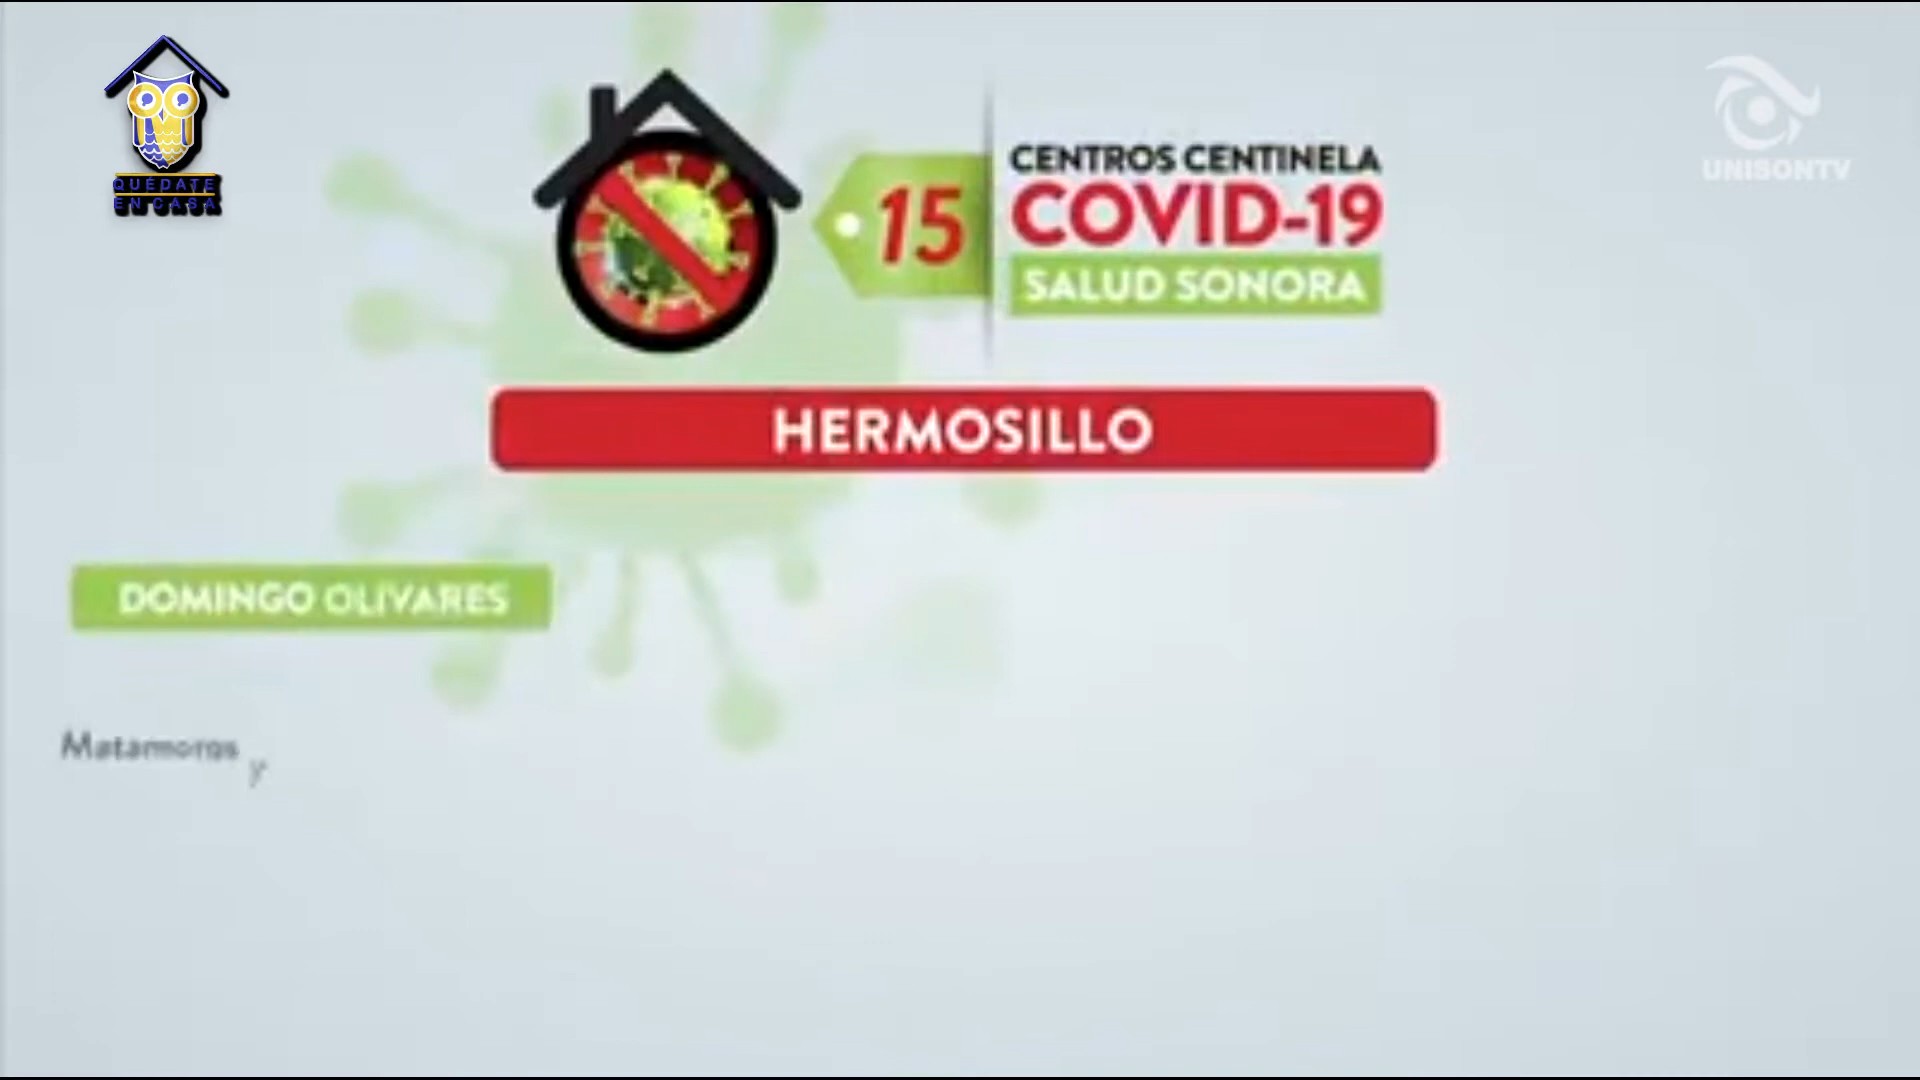 QUÉDATE
EN CASA
15
CENTROS CENTINELA
COVID-19
SALUD SONORA
UNISONTV
HERMOSILLO
DOMINGO OLIVARES
Matamoros y